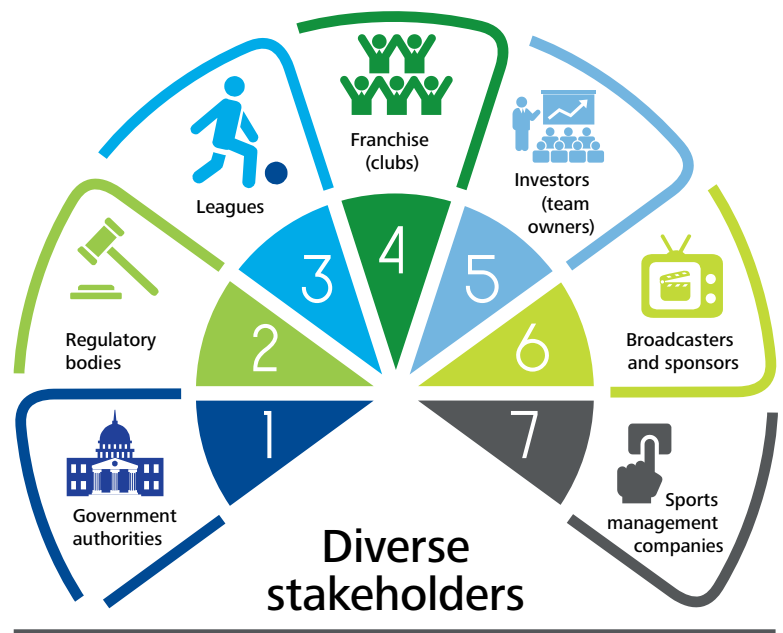 1
Government
authorities
2
Regulatory
bodies
3
Leagues
4
Franchise
(clubs)
5
Investors
(team
owners)
6
Broadcasters
and sponsors
7
Sports
management
companies
Diverse
stakeholders